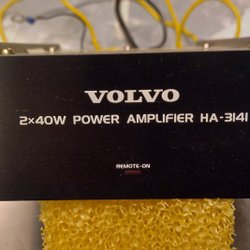 VOLVO
2×40W POWER AMPLIFIER HA-3141
REMOTE-ON